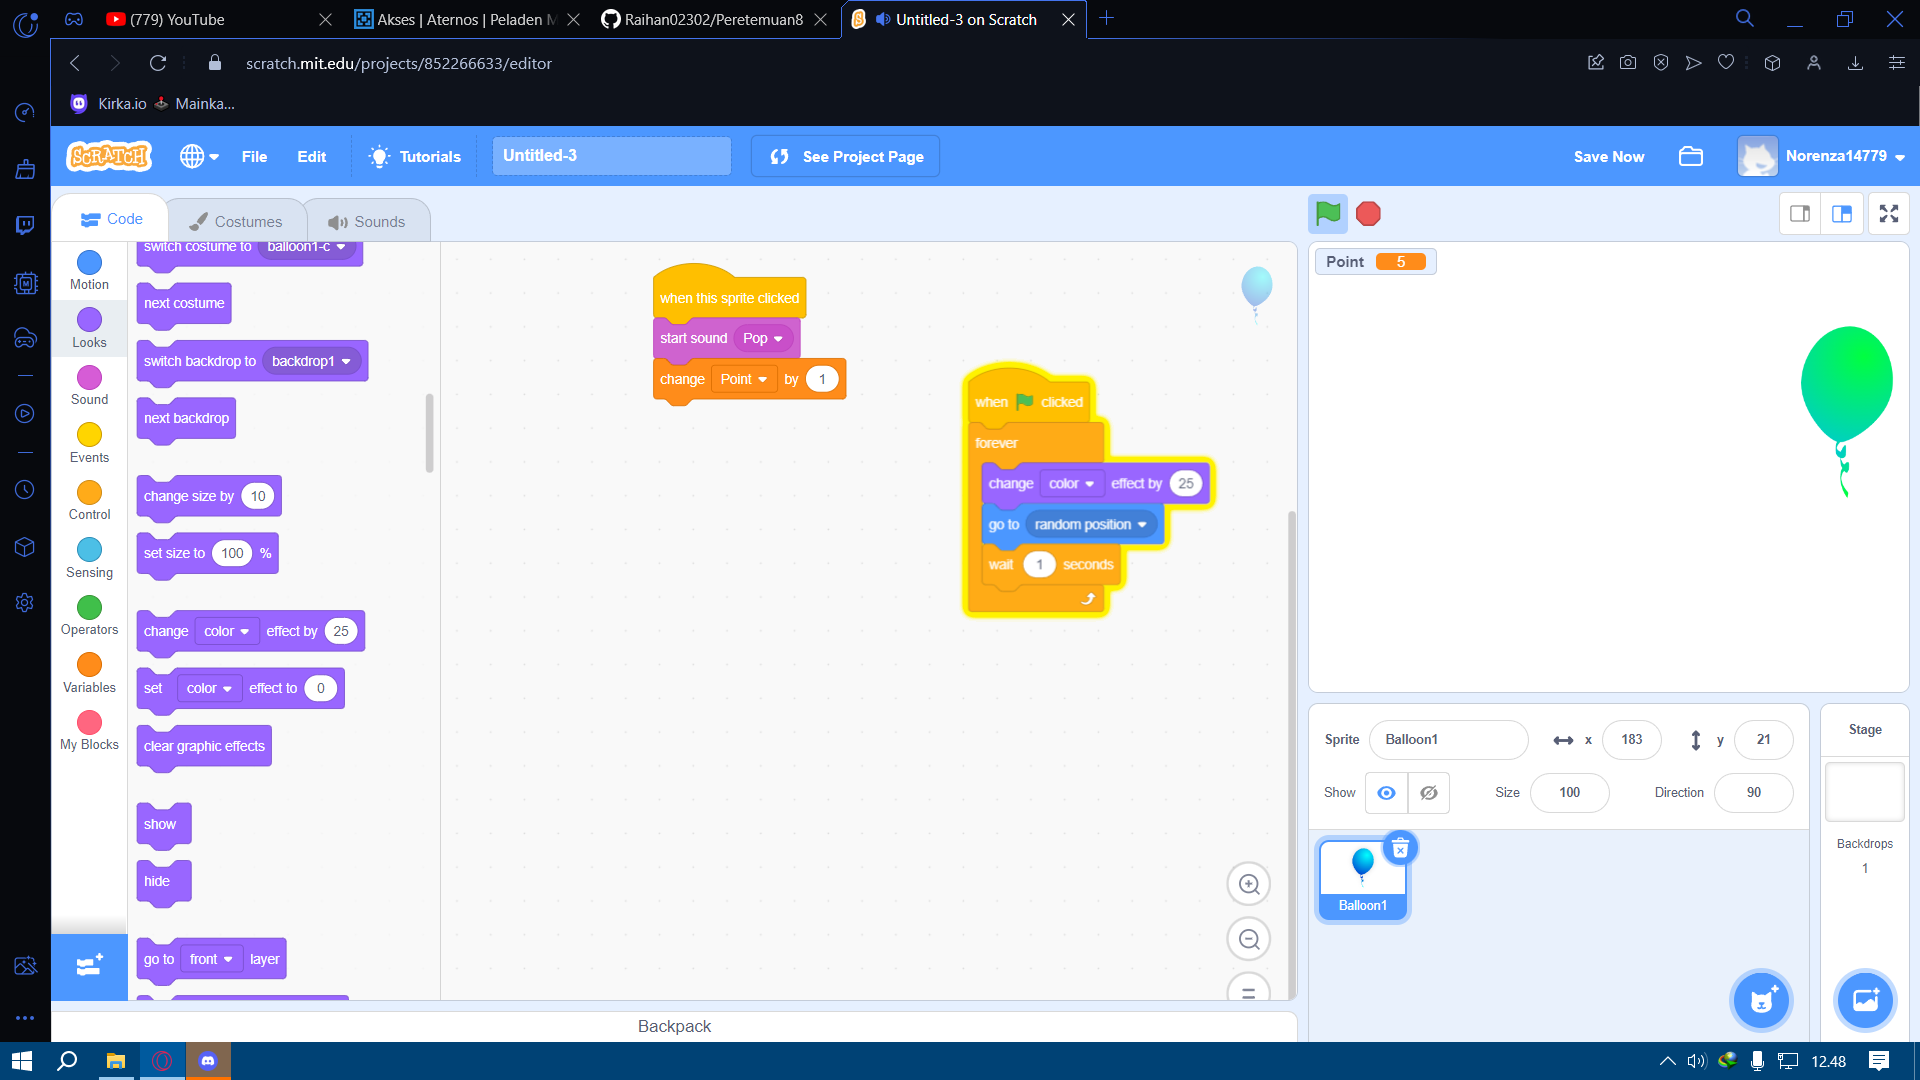 (779) YouTube
Akses | Aternos | Peladen M
Raihan02302/Peretemuan8
Untitled-3 on Scratch
scratch.mit.edu/projects/852266633/editor
Kirka.io
Mainka...
SCRATCH
File
Edit
Tutorials
Untitled-3
See Project Page
Save Now
Norenza14779
Code
Costumes
Sounds
Motion
Looks
Sound
Events
Control
Sensing
Operators
Variables
My Blocks
switch costume to balloon1-c
next costume
switch backdrop to backdrop1
next backdrop
change size by 10
set size to 100 %
change color effect by 25
set color effect to 0
clear graphic effects
show
hide
go to front layer
when this sprite clicked
start sound Pop
change Point by 1
when clicked
forever
change color effect by 25
go to random position
wait 1 seconds
Backpack
Point 5
Sprite Balloon1 x 183 y 21
Show Size 100 Direction 90
Balloon1
Stage
Backdrops
1
12.48